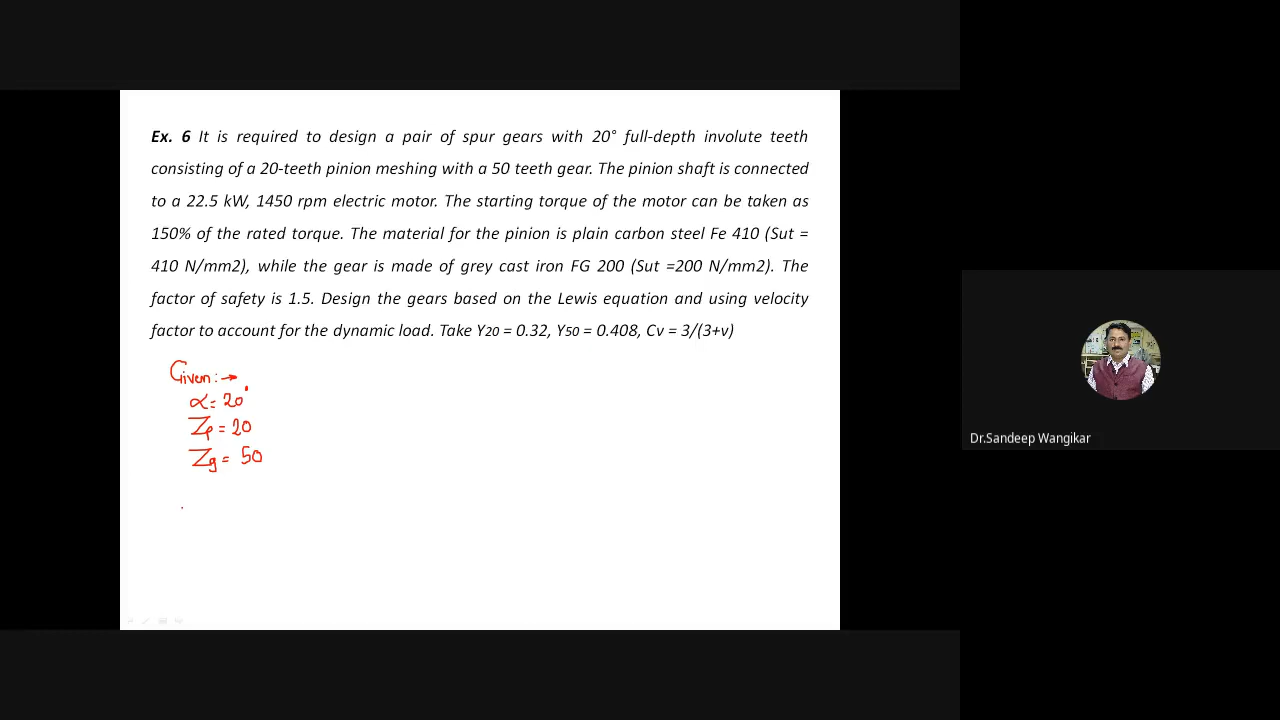 Ex. 6 It is required to design a pair of spur gears with 20° full-depth involute teeth
consisting of a 20-teeth pinion meshing with a 50 teeth gear. The pinion shaft is connected
to a 22.5 kW, 1450 rpm electric motor. The starting torque of the motor can be taken as
150% of the rated torque. The material for the pinion is plain carbon steel Fe 410 (Sut =
410 N/mm2), while the gear is made of grey cast iron FG 200 (Sut =200 N/mm2). The
factor of safety is 1.5. Design the gears based on the Lewis equation and using velocity
factor to account for the dynamic load. Take Y20 = 0.32, Y50 = 0.408, Cv = 3/(3+v)
Given: →
α = 20°
Zp = 20
Zg = 50
Dr.Sandeep Wangikar